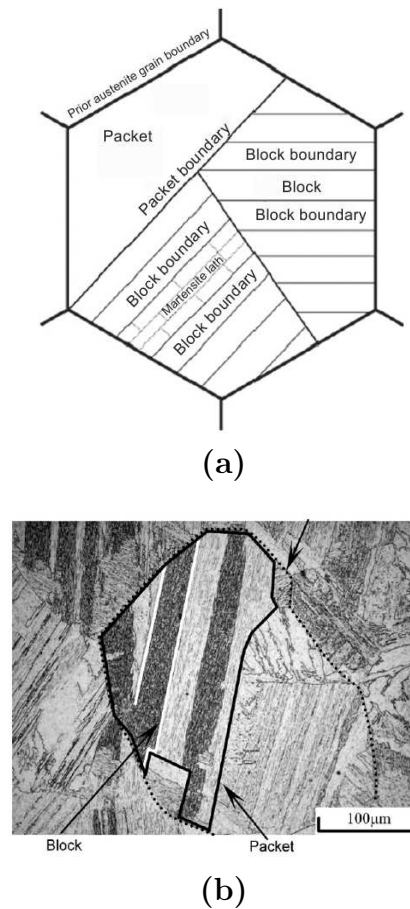 Prior austenite grain boundary
Packet
Packet boundary
Block boundary
Block
Block boundary
Block boundary
Martensite lath
Block boundary
(a)
100μm
Block
Packet
(b)